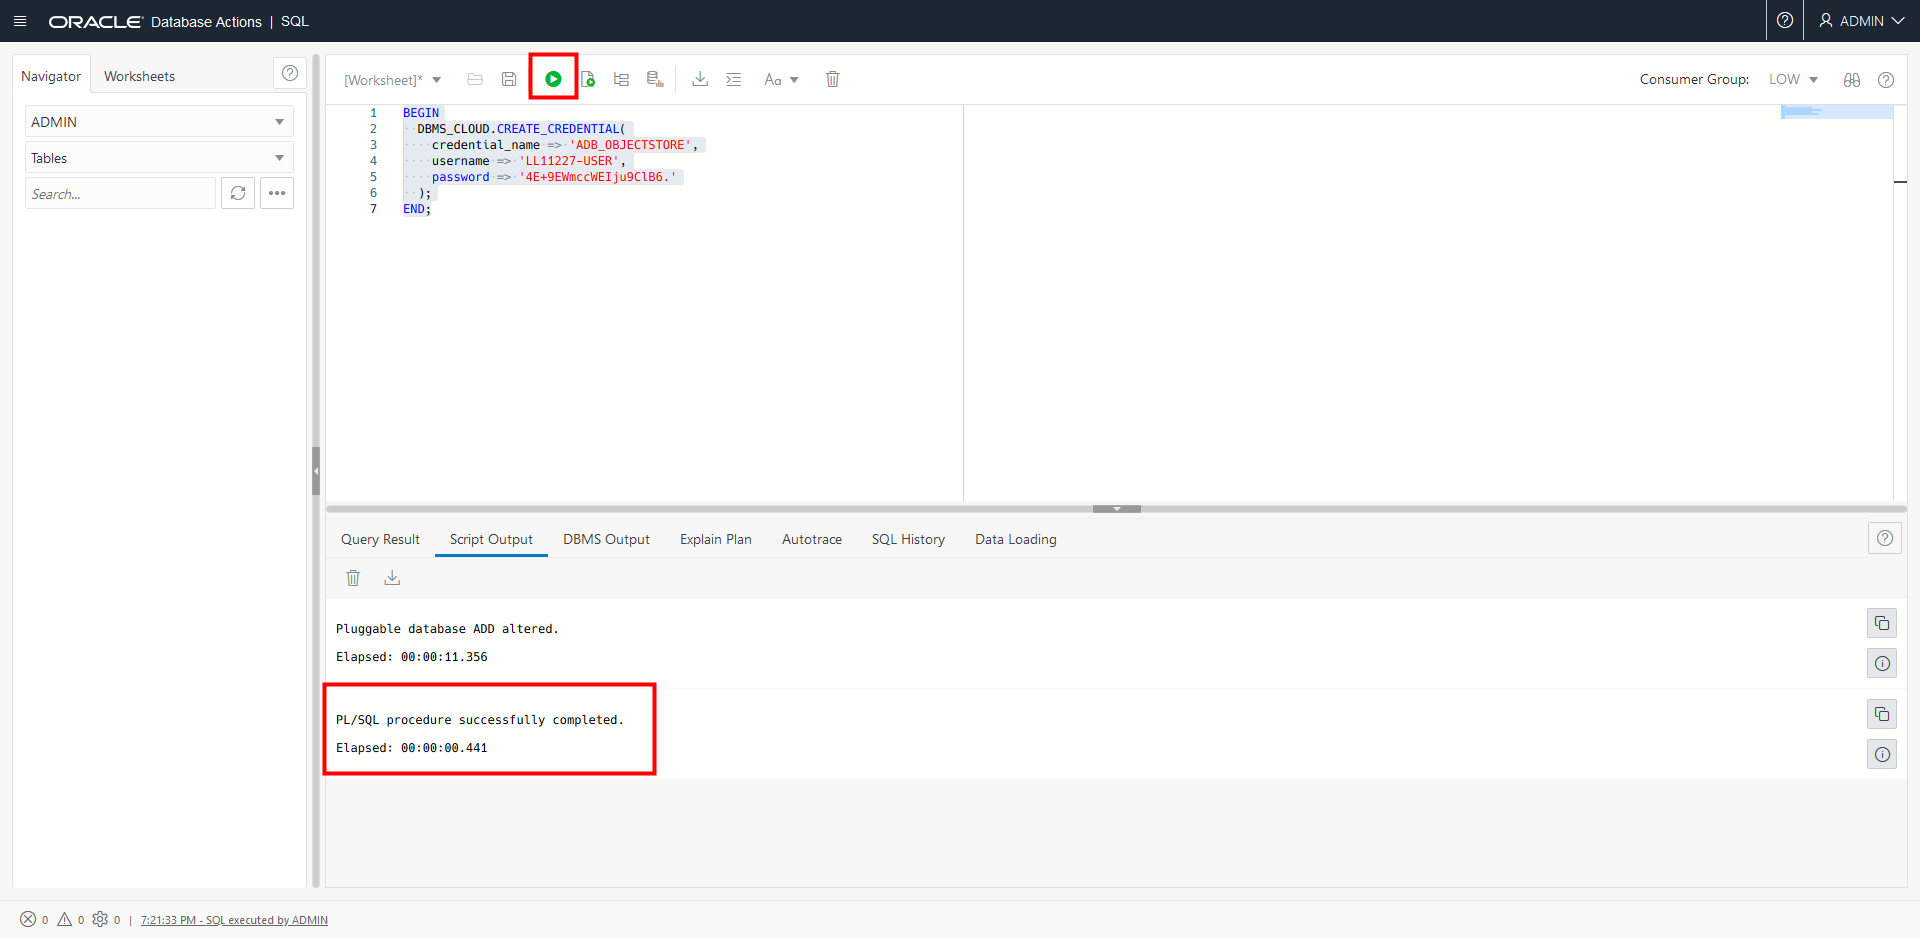 ORACLE Database Actions | SQL
ADMIN
Navigator
Worksheets
ADMIN
Tables
Search...
[Worksheet]*
Aa
Consumer Group: LOW
1 BEGIN
2 DBMS_CLOUD.CREATE_CREDENTIAL(
3 credential_name => 'ADB_OBJECTSTORE',
4 username => 'LL11227-USER',
5 password => '4E+9EWmccWEIju9ClB6.'
6 );
7 END;
Query Result
Script Output
DBMS Output
Explain Plan
Autotrace
SQL History
Data Loading
Pluggable database ADD altered.
Elapsed: 00:00:11.356
PL/SQL procedure successfully completed.
Elapsed: 00:00:00.441
0 0 0 | 7:21:33 PM - SQL executed by ADMIN